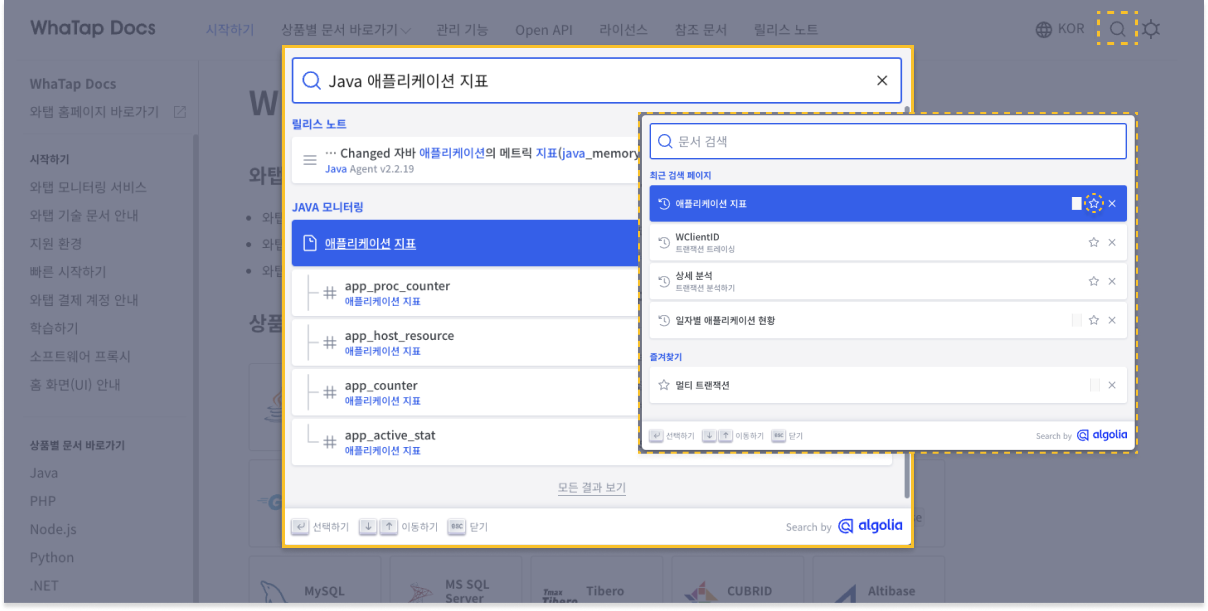 WhaTap Docs
시작하기
상품별 문서 바로가기
관리 기능
Open API
라이선스
참조 문서
릴리스 노트
KOR
WhaTap Docs
와탭 홈페이지 바로가기
시작하기
와탭 모니터링 서비스
와탭 기술 문서 안내
지원 환경
빠른 시작하기
와탭 결제 계정 안내
학습하기
소프트웨어 프록시
홈 화면(UI) 안내
상품별 문서 바로가기
Java
PHP
Node.js
Python
.NET
W
와탭
와탭
상품
Java 애플리케이션 지표
릴리스 노트
··· Changed 자바 애플리케이션의 메트릭 지표(java_memory
Java Agent v2.2.19
JAVA 모니터링
애플리케이션 지표
app_proc_counter
애플리케이션 지표
app_host_resource
애플리케이션 지표
app_counter
애플리케이션 지표
app_active_stat
애플리케이션 지표
모든 결과 보기
선택하기
이동하기
ESC 닫기
Search by algolia
문서 검색
최근 검색 페이지
애플리케이션 지표
WClientID
트랜잭션 트레이싱
상세 분석
트랜잭션 분석하기
일자별 애플리케이션 현황
즐겨찾기
멀티 트랜잭션
선택하기
이동하기
ESC 닫기
Search by algolia
MySQL
MS SQL
Server
Tmax
Tibero
Tibero
CUBRID
Altibase